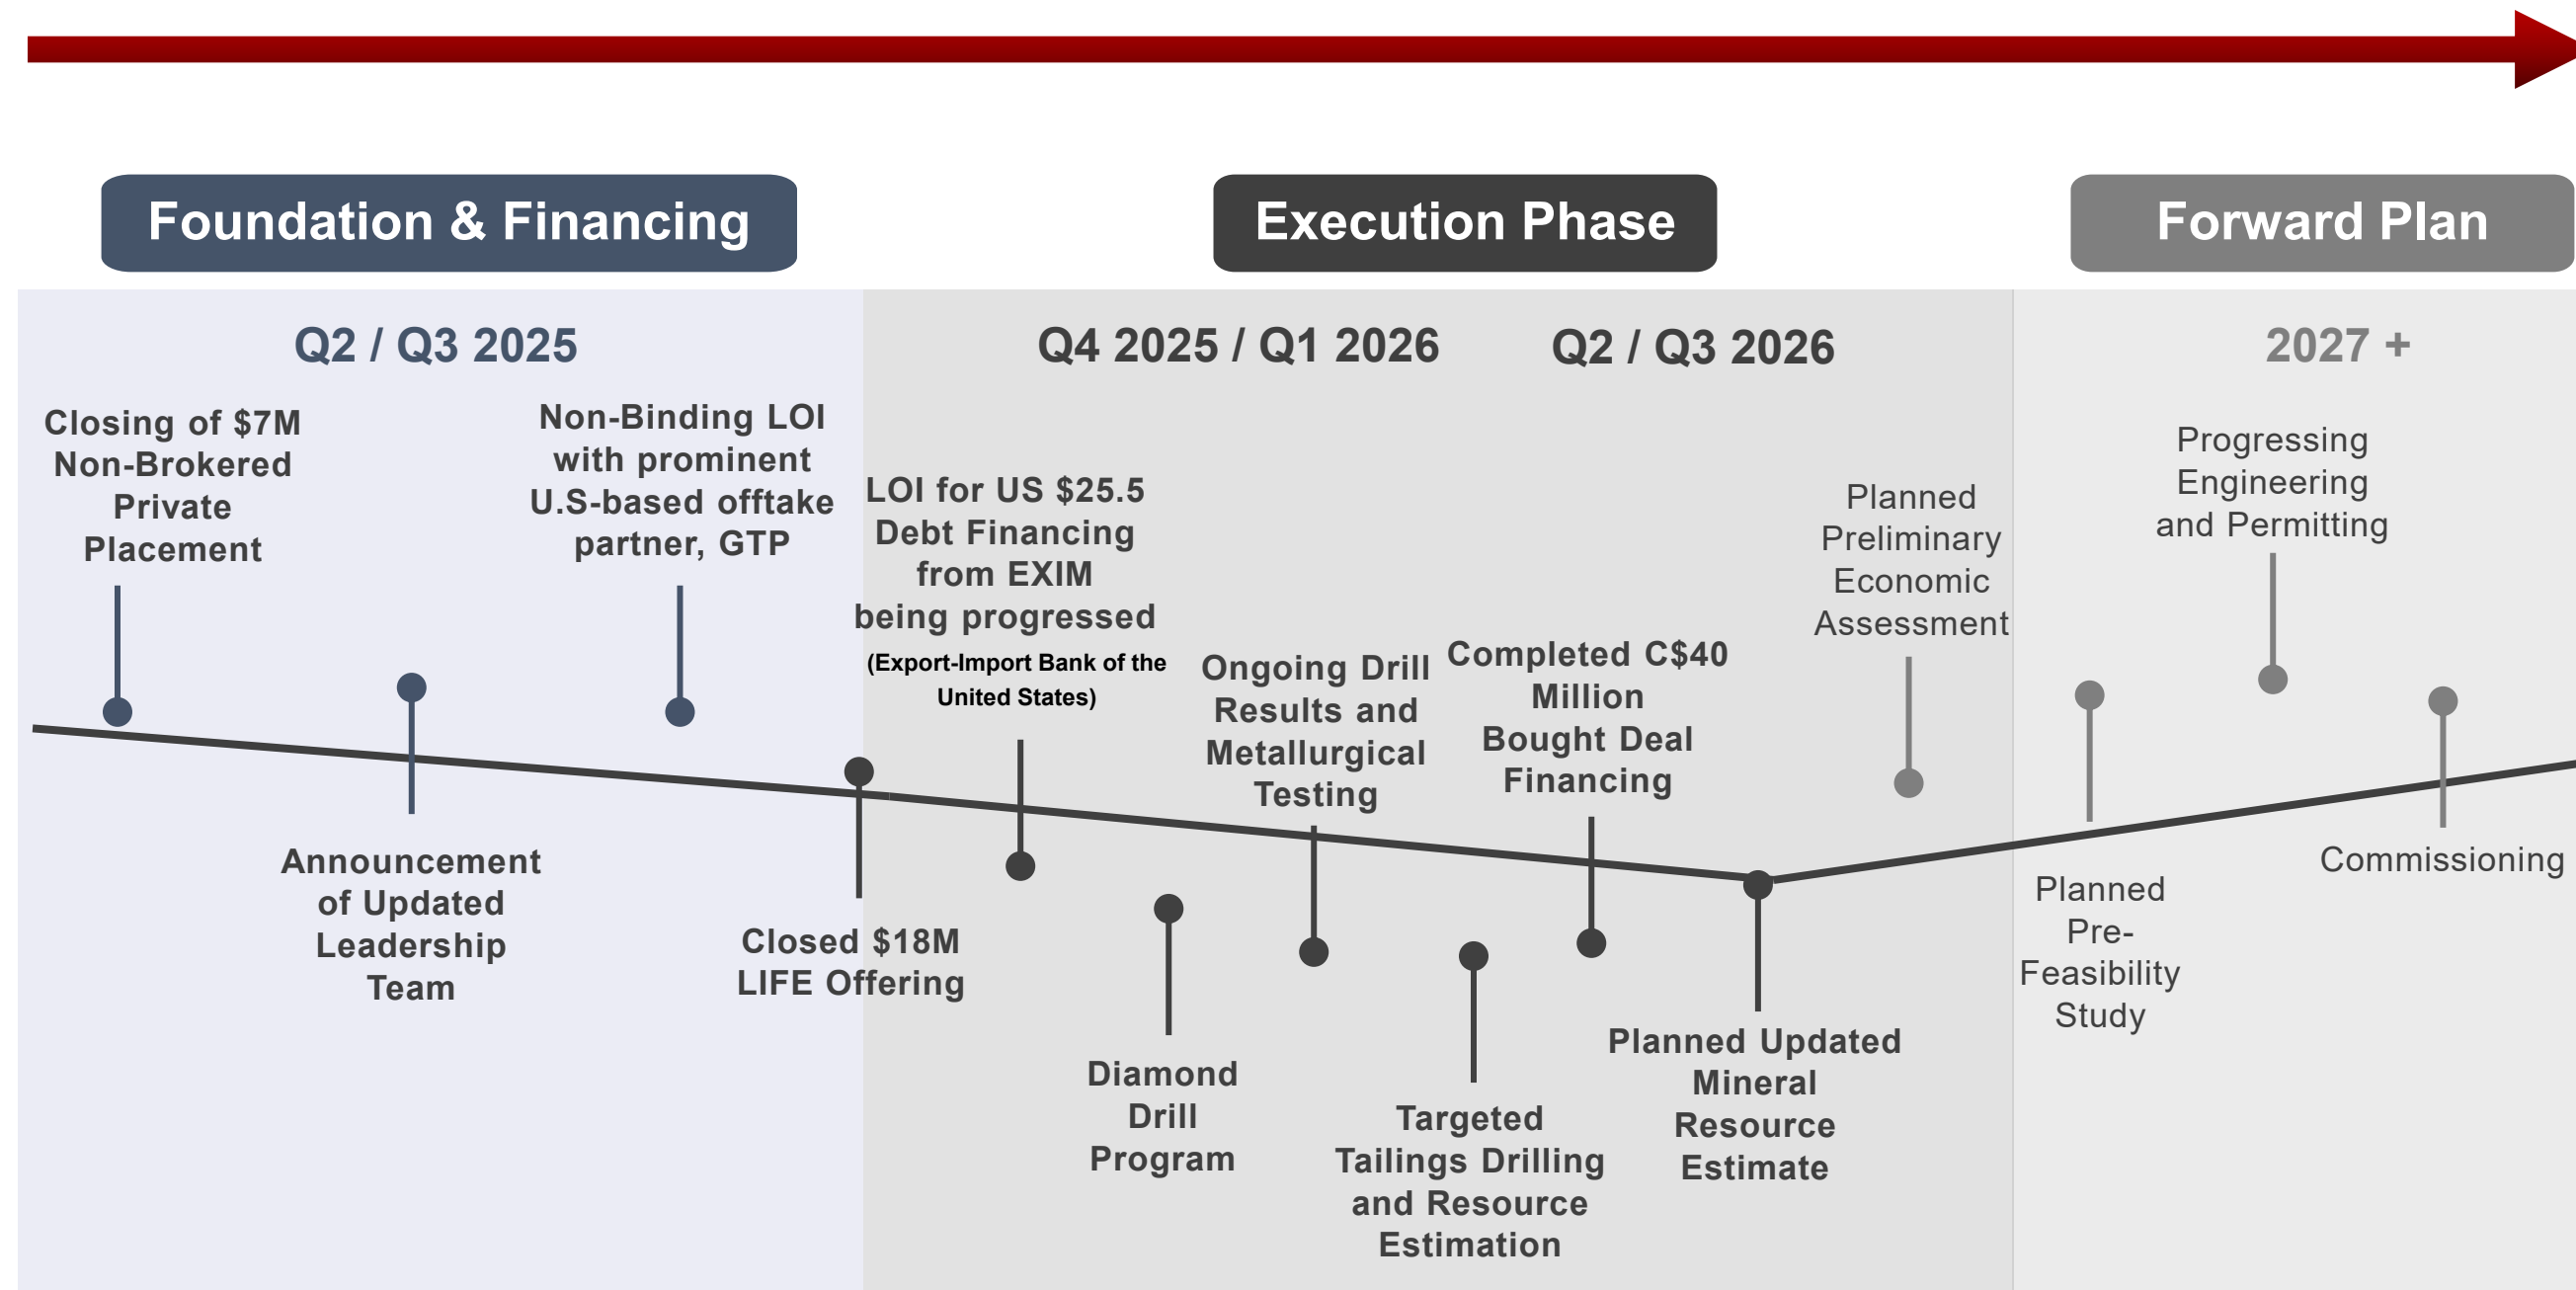 Foundation & Financing
Execution Phase
Forward Plan
Q2 / Q3 2025
Q4 2025 / Q1 2026
Q2 / Q3 2026
2027 +
Closing of $7M
Non-Brokered
Private
Placement
Announcement
of Updated
Leadership
Team
Non-Binding LOI
with prominent
U.S-based offtake
partner, GTP
Closed $18M
LIFE Offering
LOI for US $25.5
Debt Financing
from EXIM
being progressed
(Export-Import Bank of the
United States)
Diamond
Drill
Program
Ongoing Drill
Results and
Metallurgical
Testing
Targeted
Tailings Drilling
and Resource
Estimation
Completed C$40
Million
Bought Deal
Financing
Planned Updated
Mineral
Resource
Estimate
Planned
Preliminary
Economic
Assessment
Planned
Pre-
Feasibility
Study
Progressing
Engineering
and Permitting
Commissioning